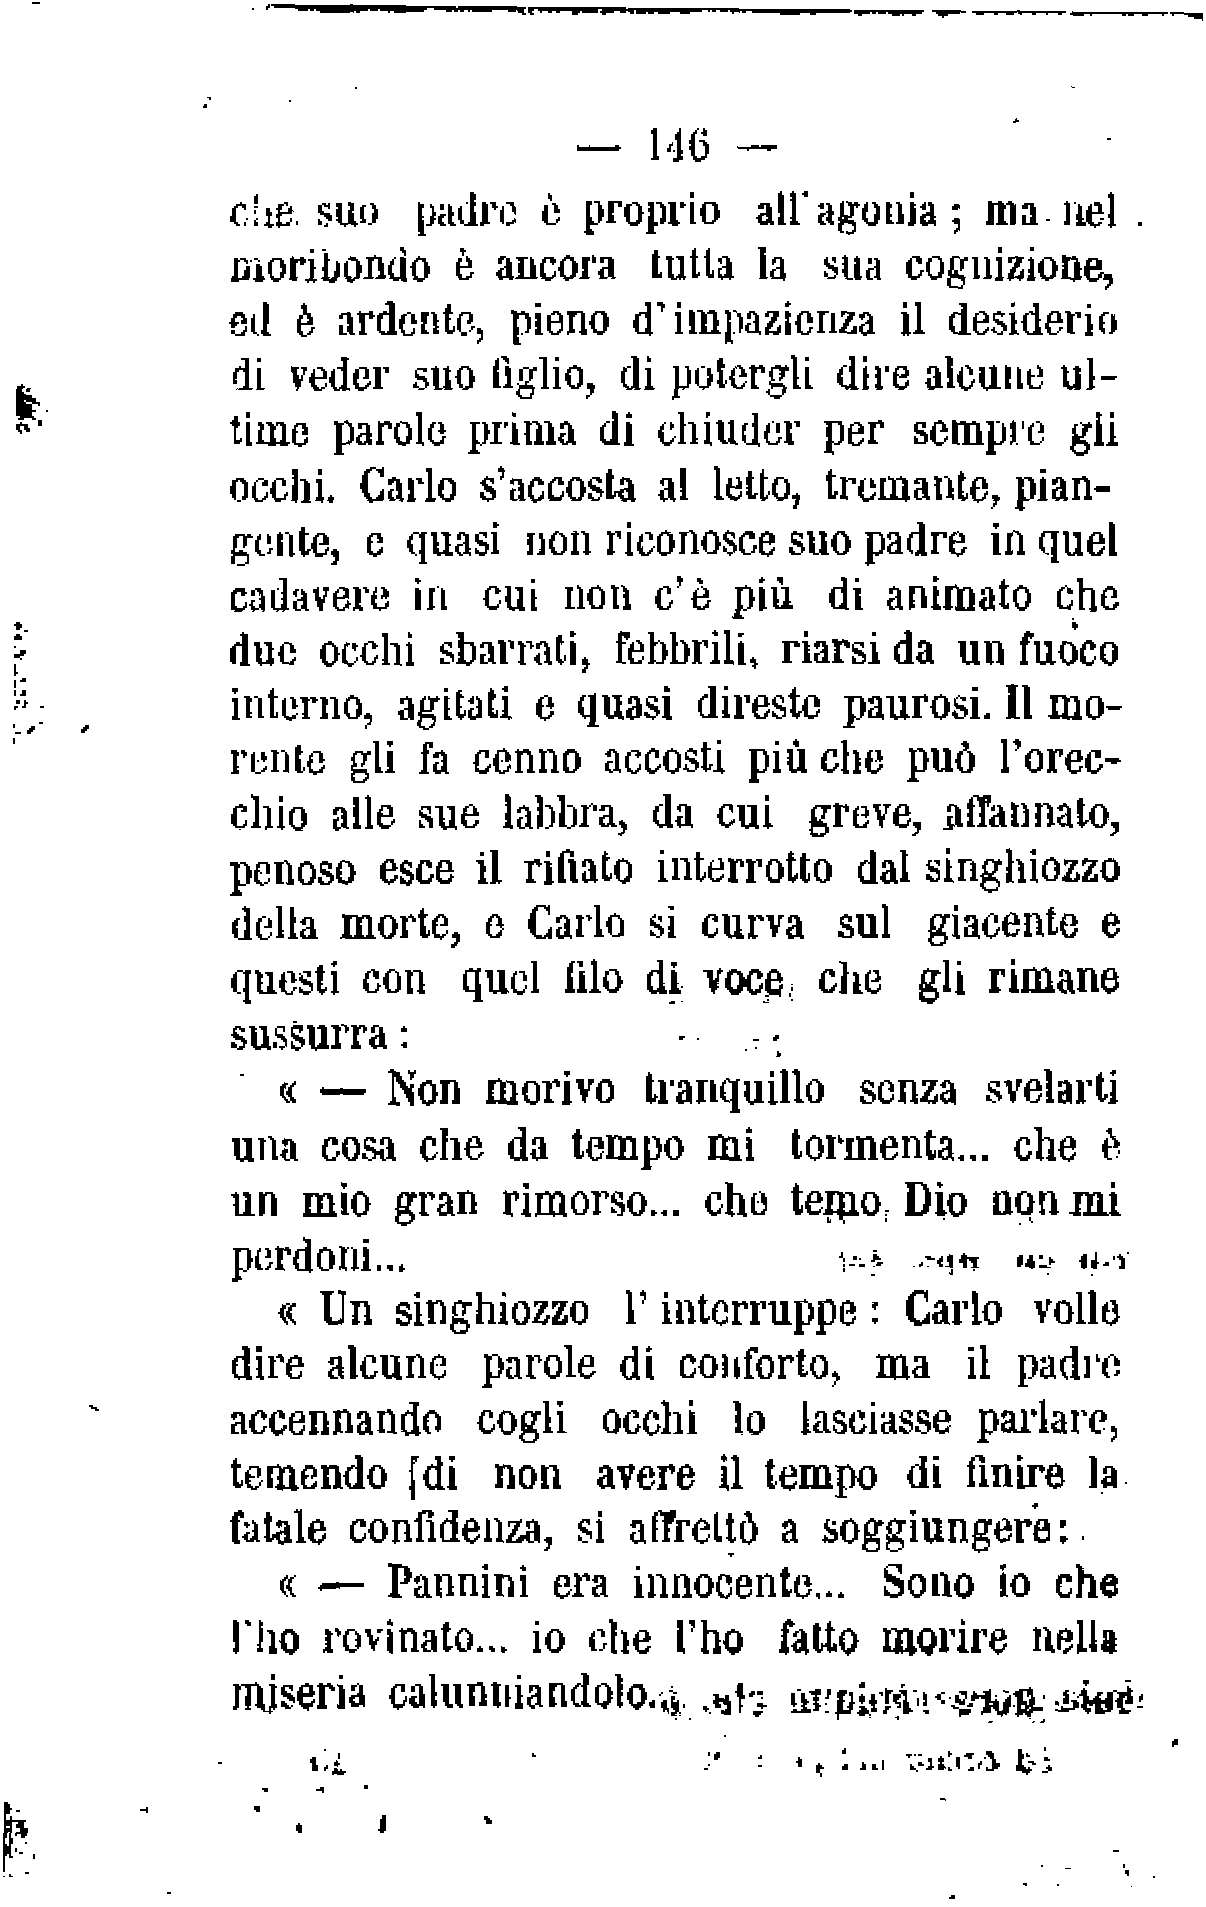 — 146 —
che suo padre è proprio all'agonia ; ma nel
moribondo è ancora tutta la sua cognizione,
ed è ardente, pieno d'impazienza il desiderio
di veder suo figlio, di potergli dire alcune ul-
time parole prima di chiuder per sempre gli
occhi. Carlo s'accosta al letto, tremante, pian-
gente, e quasi non riconosce suo padre in quel
cadavere in cui non c'è più di animato che
due occhi sbarrati, febbrili, riarsi da un fuoco
interno, agitati e quasi direste paurosi. Il mo-
rente gli fa cenno accosti più che può l'orec-
chio alle sue labbra, da cui greve, affannato,
penoso esce il rifiato interrotto dal singhiozzo
della morte, e Carlo si curva sul giacente e
questi con quel filo di voce che gli rimane
sussurra :
« — Non morivo tranquillo senza svelarti
una cosa che da tempo mi tormenta... che è
un mio gran rimorso... che temo Dio non mi
perdoni...
« Un singhiozzo l' interruppe : Carlo volle
dire alcune parole di conforto, ma il padre
accennando cogli occhi lo lasciasse parlare,
temendo [di non avere il tempo di finire la
fatale confidenza, si affrettò a soggiungere :
« — Pannini era innocente... Sono io che
l'ho rovinato... io che l'ho fatto morire nella
miseria calunniandolo.